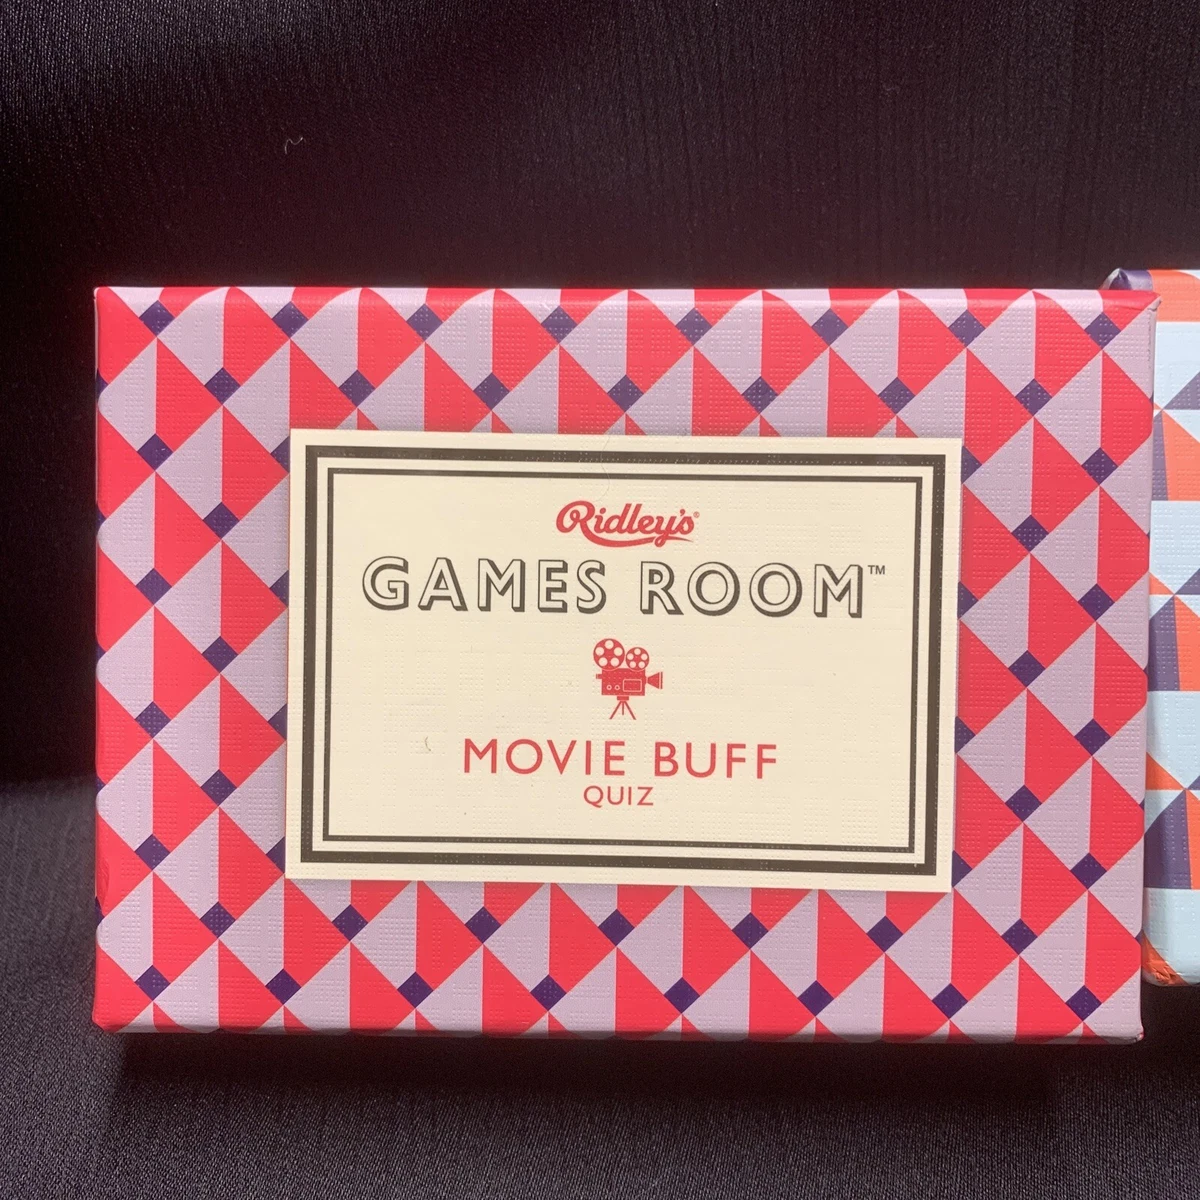 Ridley's®
GAMES ROOM™
MOVIE BUFF
QUIZ